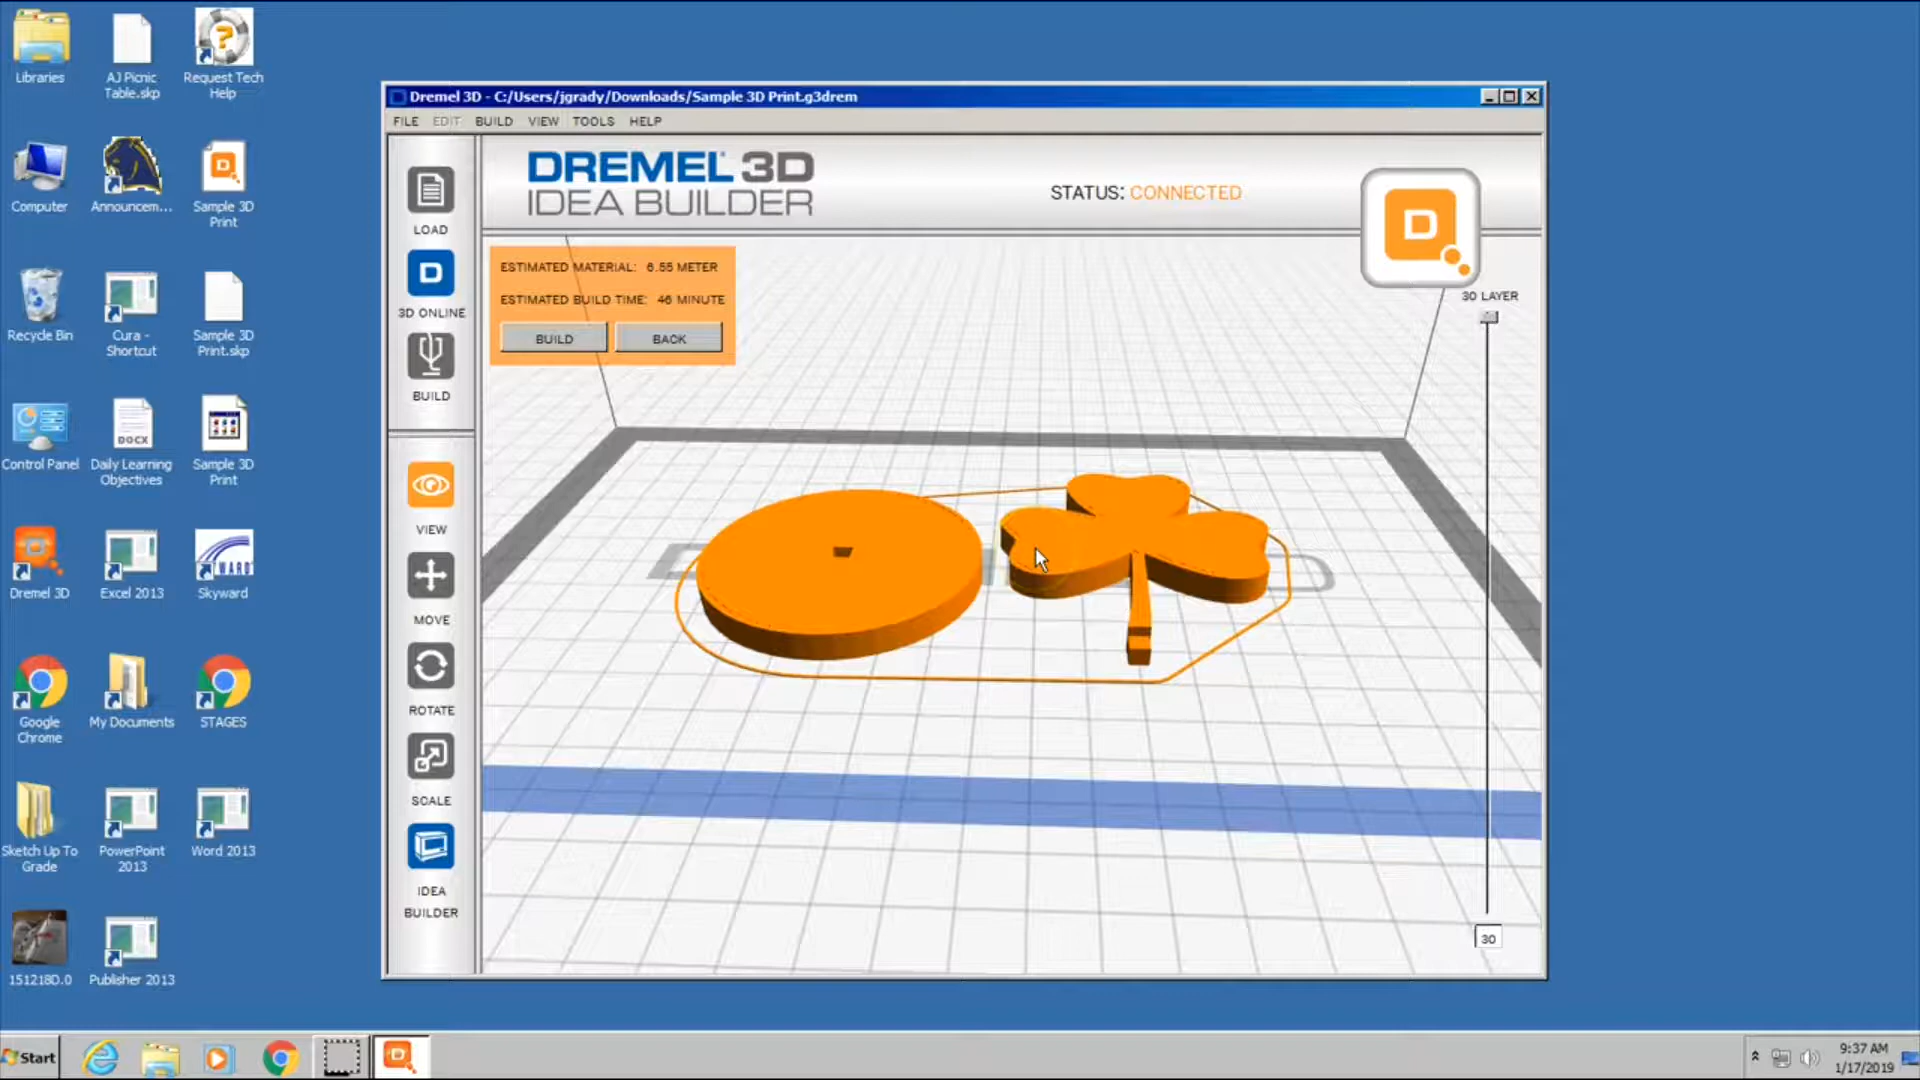 Libraries
AJ Picnic
Table.skp
Request Tech
Help
Computer
Announcem...
Sample 3D
Print
Recycle Bin
Cura -
Shortcut
Sample 3D
Print.skp
Control Panel
DOCX
Daily Learning
Objectives
Sample 3D
Print
Dremel 3D
Excel 2013
WARD
Skyward
Google
Chrome
My Documents
STAGES
Sketch Up To
Grade
PowerPoint
2013
Word 2013
151218D.0
Publisher 2013
Dremel 3D - C:/Users/jgrady/Downloads/Sample 3D Print.g3drem
FILE EDIT BUILD VIEW TOOLS HELP
LOAD
D
3D ONLINE
BUILD
VIEW
MOVE
ROTATE
SCALE
IDEA
BUILDER
DREMEL 3D
IDEA BUILDER
STATUS: CONNECTED
D
ESTIMATED MATERIAL: 6.55 METER
ESTIMATED BUILD TIME: 46 MINUTE
BUILD BACK
30 LAYER
30
Start
9:37 AM
1/17/2019